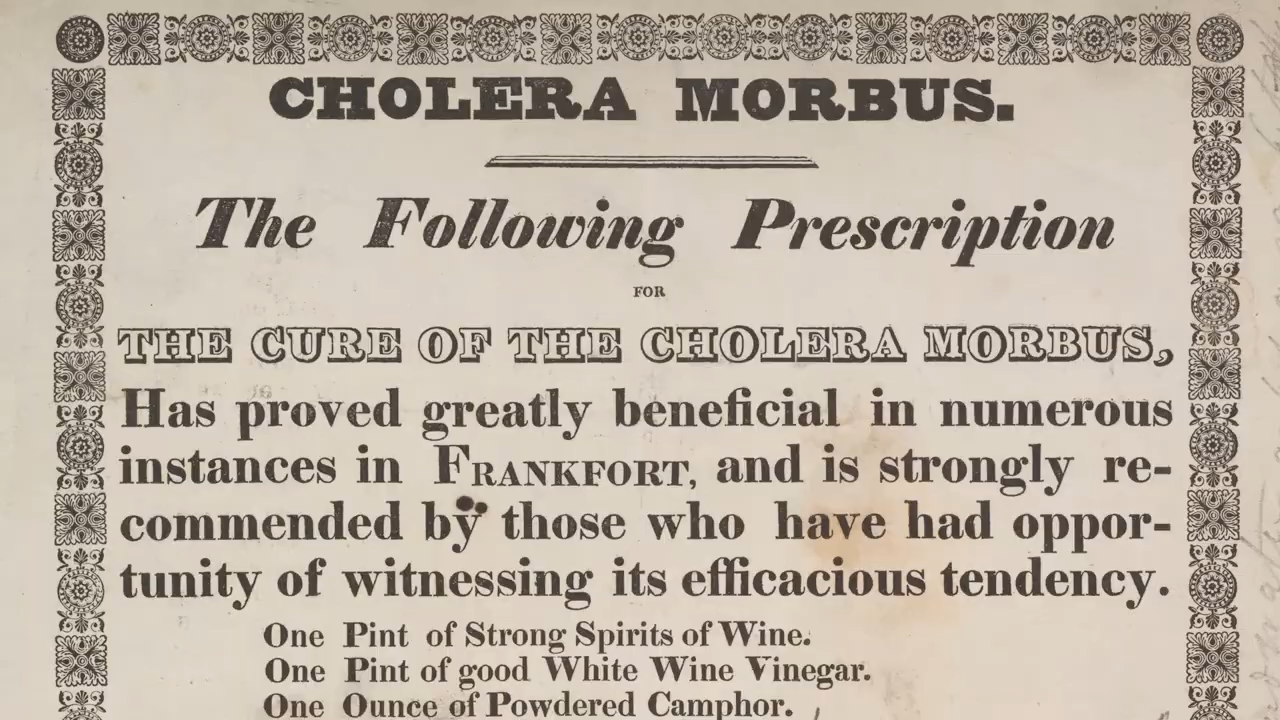 CHOLERA MORBUS.
The Following Prescription
FOR
THE CURE OF THE CHOLERA MORBUS,
Has proved greatly beneficial in numerous
instances in FRANKFORT, and is strongly re-
commended by those who have had oppor-
tunity of witnessing its efficacious tendency.
One Pint of Strong Spirits of Wine.
One Pint of good White Wine Vinegar.
One Ounce of Powdered Camphor.